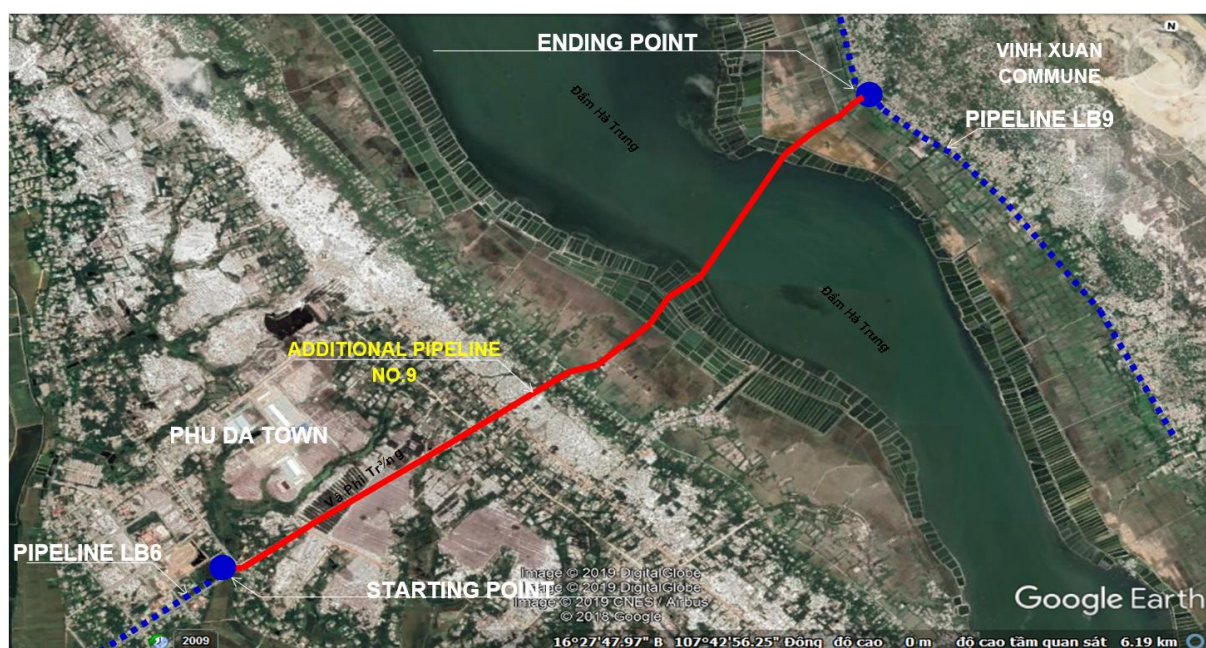 N
ENDING POINT
VINH XUAN
COMMUNE
Đầm Hà Trung
PIPELINE LB9
Đầm Hà Trung
ADDITIONAL PIPELINE
NO.9
PHU DA TOWN
Võ Phi Tr³¾ng
PIPELINE LB6
STARTING POINT
Image © 2019 DigitalGlobe
Image © 2019 DigitalGlobe
Image © 2019 CNES / Airbus
© 2018 Google
Google Earth
2009
16°27'47.97" B 107°42'56.25" Đông độ cao 0 m độ cao tầm quan sát 6.19 km